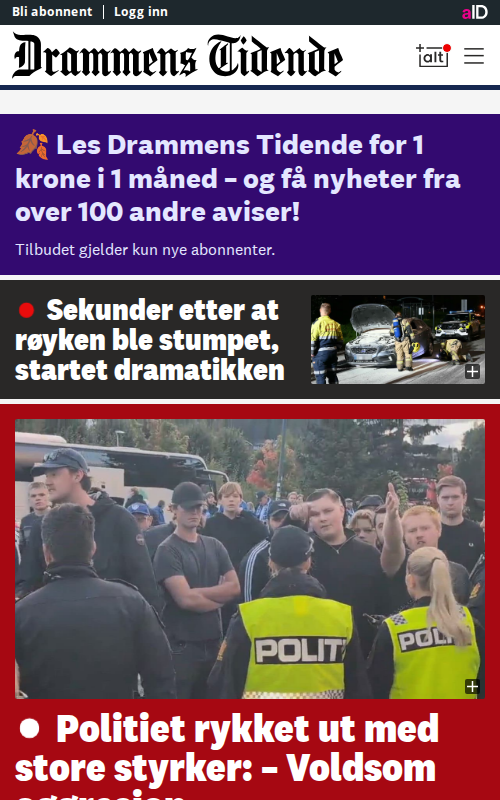 Bli abonnent | Logg inn
aID
Drammens Tidende
+alt
🍂 Les Drammens Tidende for 1
krone i 1 måned – og få nyheter fra
over 100 andre aviser!
Tilbudet gjelder kun nye abonnenter.
Sekunder etter at
røyken ble stumpet,
startet dramatikken
POLITI
Politiet rykket ut med
store styrker: – Voldsom